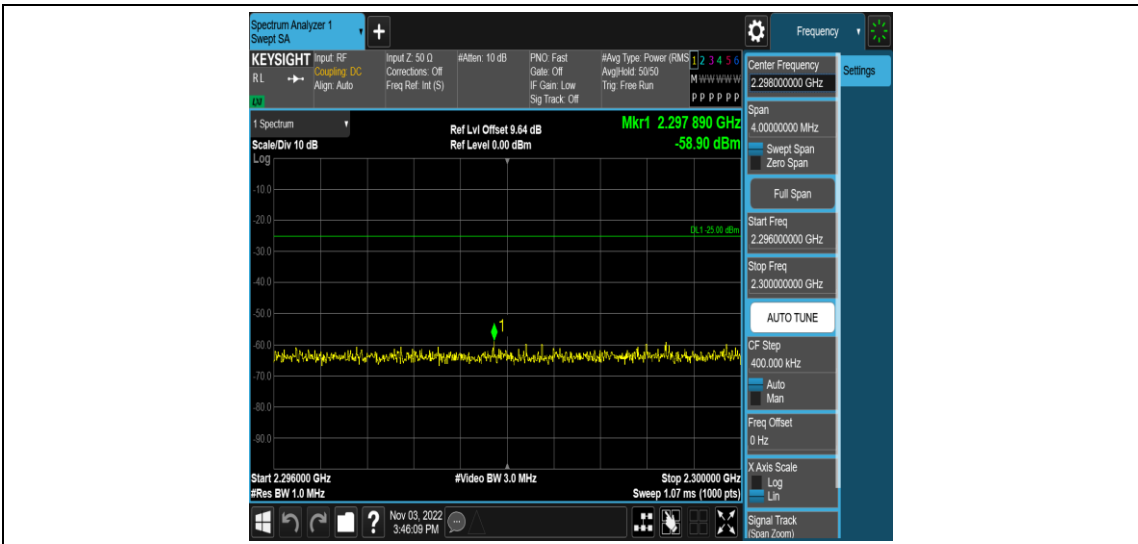 Spectrum Analyzer 1
Swept SA
+
Frequency
KEYSIGHT
RL
LXI
Input: RF
Coupling: DC
Align: Auto
Input Z: 50 Ω
Corrections: Off
Freq Ref: Int (S)
#Atten: 10 dB
PNO: Fast
Gate: Off
IF Gain: Low
Sig Track: Off
#Avg Type: Power (RMS
Avg|Hold: 50/50
Trig: Free Run
1 2 3 4 5 6
M W W W W W
P P P P P P
1 Spectrum
Scale/Div 10 dB
Log
Ref Lvl Offset 9.64 dB
Ref Level 0.00 dBm
Mkr1 2.297 890 GHz
-58.90 dBm
-10.0
-20.0
DL1 -25.00 dBm
-30.0
-40.0
-50.0
1
-60.0
-70.0
-80.0
-90.0
Start 2.296000 GHz
#Res BW 1.0 MHz
#Video BW 3.0 MHz
Stop 2.300000 GHz
Sweep 1.07 ms (1000 pts)
?
Nov 03, 2022
3:46:09 PM
Center Frequency
2.298000000 GHz
Settings
Span
4.00000000 MHz
Swept Span
Zero Span
Full Span
Start Freq
2.296000000 GHz
Stop Freq
2.300000000 GHz
AUTO TUNE
CF Step
400.000 kHz
Auto
Man
Freq Offset
0 Hz
X Axis Scale
Log
Lin
Signal Track
(Span Zoom)